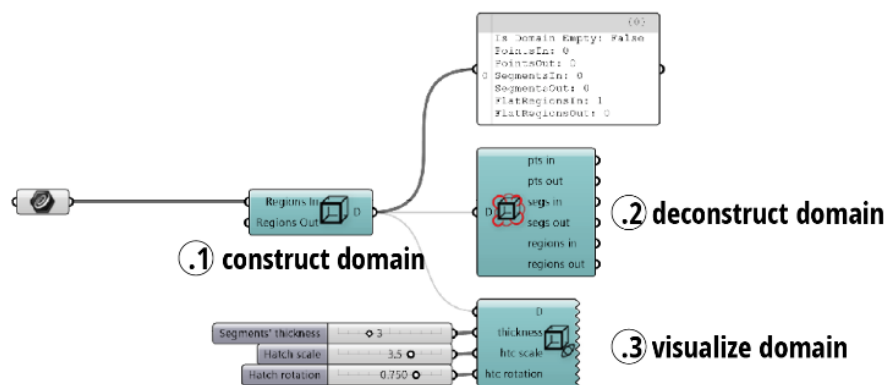 {0}
Is Domain Empty: False
PointsIn: 0
PointsOut: 0
0 SegmentsIn: 0
SegmentsOut: 0
FlatRegionsIn: 1
FlatRegionsOut: 0
Regions In
Regions Out
D
.1 construct domain
D
pts in
pts out
segs in
segs out
regions in
regions out
.2 deconstruct domain
Segments' thickness 3
Hatch scale 3.5
Hatch rotation 0.750
D
thickness
htc scale
htc rotation
.3 visualize domain